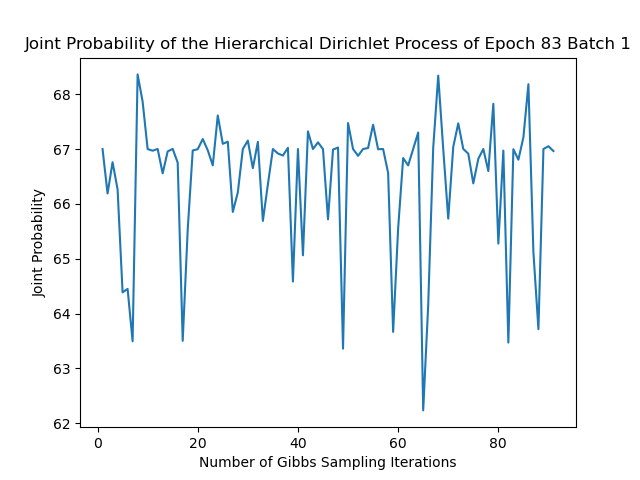 Joint Probability of the Hierarchical Dirichlet Process of Epoch 83 Batch 1
68
67
66
65
64
63
62
Joint Probability
0 20 40 60 80
Number of Gibbs Sampling Iterations